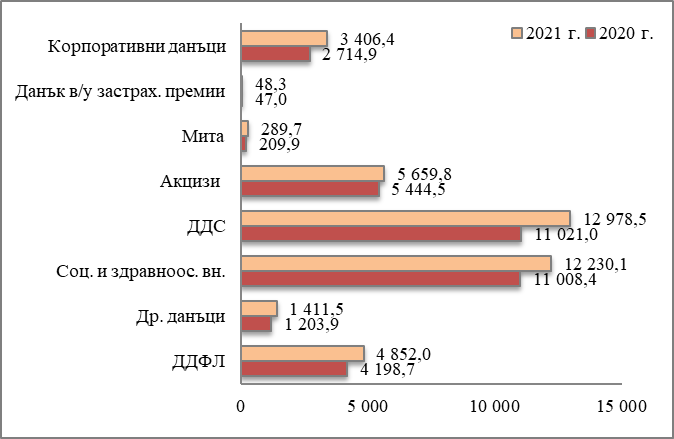 2021 г. 2020 г.
Корпоративни данъци 3 406,4
2 714,9
Данък в/у застрах. премии 48,3
47,0
Мита 289,7
209,9
Акцизи 5 659,8
5 444,5
ДДС 12 978,5
11 021,0
Соц. и здравноос. вн. 12 230,1
11 008,4
Др. данъци 1 411,5
1 203,9
ДДФЛ 4 852,0
4 198,7
0 5 000 10 000 15 000